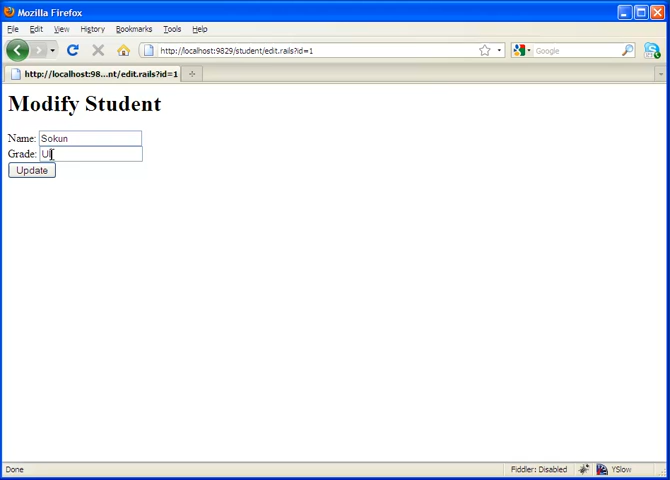 Mozilla Firefox
File Edit View History Bookmarks Tools Help
http://localhost:9829/student/edit.rails?id=1
Google
http://localhost:98...nt/edit.rails?id=1
Modify Student
Name: Sokun
Grade: U
Update
Done
Fiddler: Disabled
YSlow